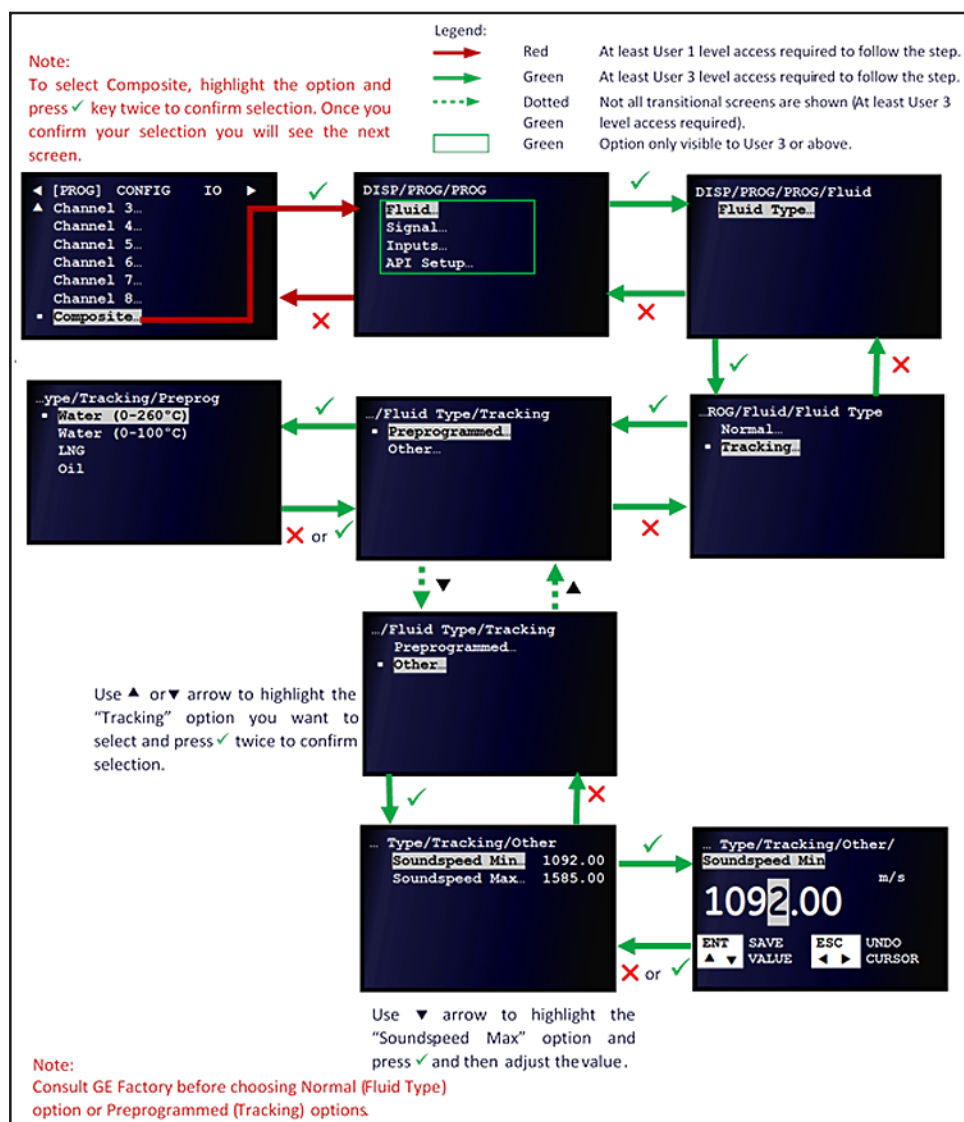 Legend:
Red At least User 1 level access required to follow the step.
Green At least User 3 level access required to follow the step.
Dotted Green Not all transitional screens are shown (At least User 3 level access required).
Green Option only visible to User 3 or above.
Note:
To select Composite, highlight the option and
press ✓ key twice to confirm selection. Once you
confirm your selection you will see the next
screen.
◀ [PROG] CONFIG IO ▶
▲ Channel 3…
Channel 4…
Channel 5…
Channel 6…
Channel 7…
Channel 8…
▪ Composite…
✓
✕
DISP/PROG/PROG
Fluid…
Signal…
Inputs…
API Setup…
✓
✕
DISP/PROG/PROG/Fluid
Fluid Type…
✓
✕
…ype/Tracking/Preprog
▪ Water (0-260°C)
Water (0-100°C)
LNG
Oil
✓
✕ or ✓
…/Fluid Type/Tracking
▪ Preprogrammed…
Other…
✓
✕
…ROG/Fluid/Fluid Type
Normal…
▪ Tracking…
▼
▲
…/Fluid Type/Tracking
Preprogrammed…
▪ Other…
Use ▲ or ▼ arrow to highlight the
"Tracking" option you want to
select and press ✓ twice to confirm
selection.
✓
✕
… Type/Tracking/Other
Soundspeed Min… 1092.00
Soundspeed Max… 1585.00
✓
✕ or ✓
… Type/Tracking/Other/
Soundspeed Min
m/s
1092.00
ENT SAVE ESC UNDO
▲ ▼ VALUE ◀ ▶ CURSOR
Use ▼ arrow to highlight the
"Soundspeed Max" option and
press ✓ and then adjust the value.
Note:
Consult GE Factory before choosing Normal (Fluid Type)
option or Preprogrammed (Tracking) options.